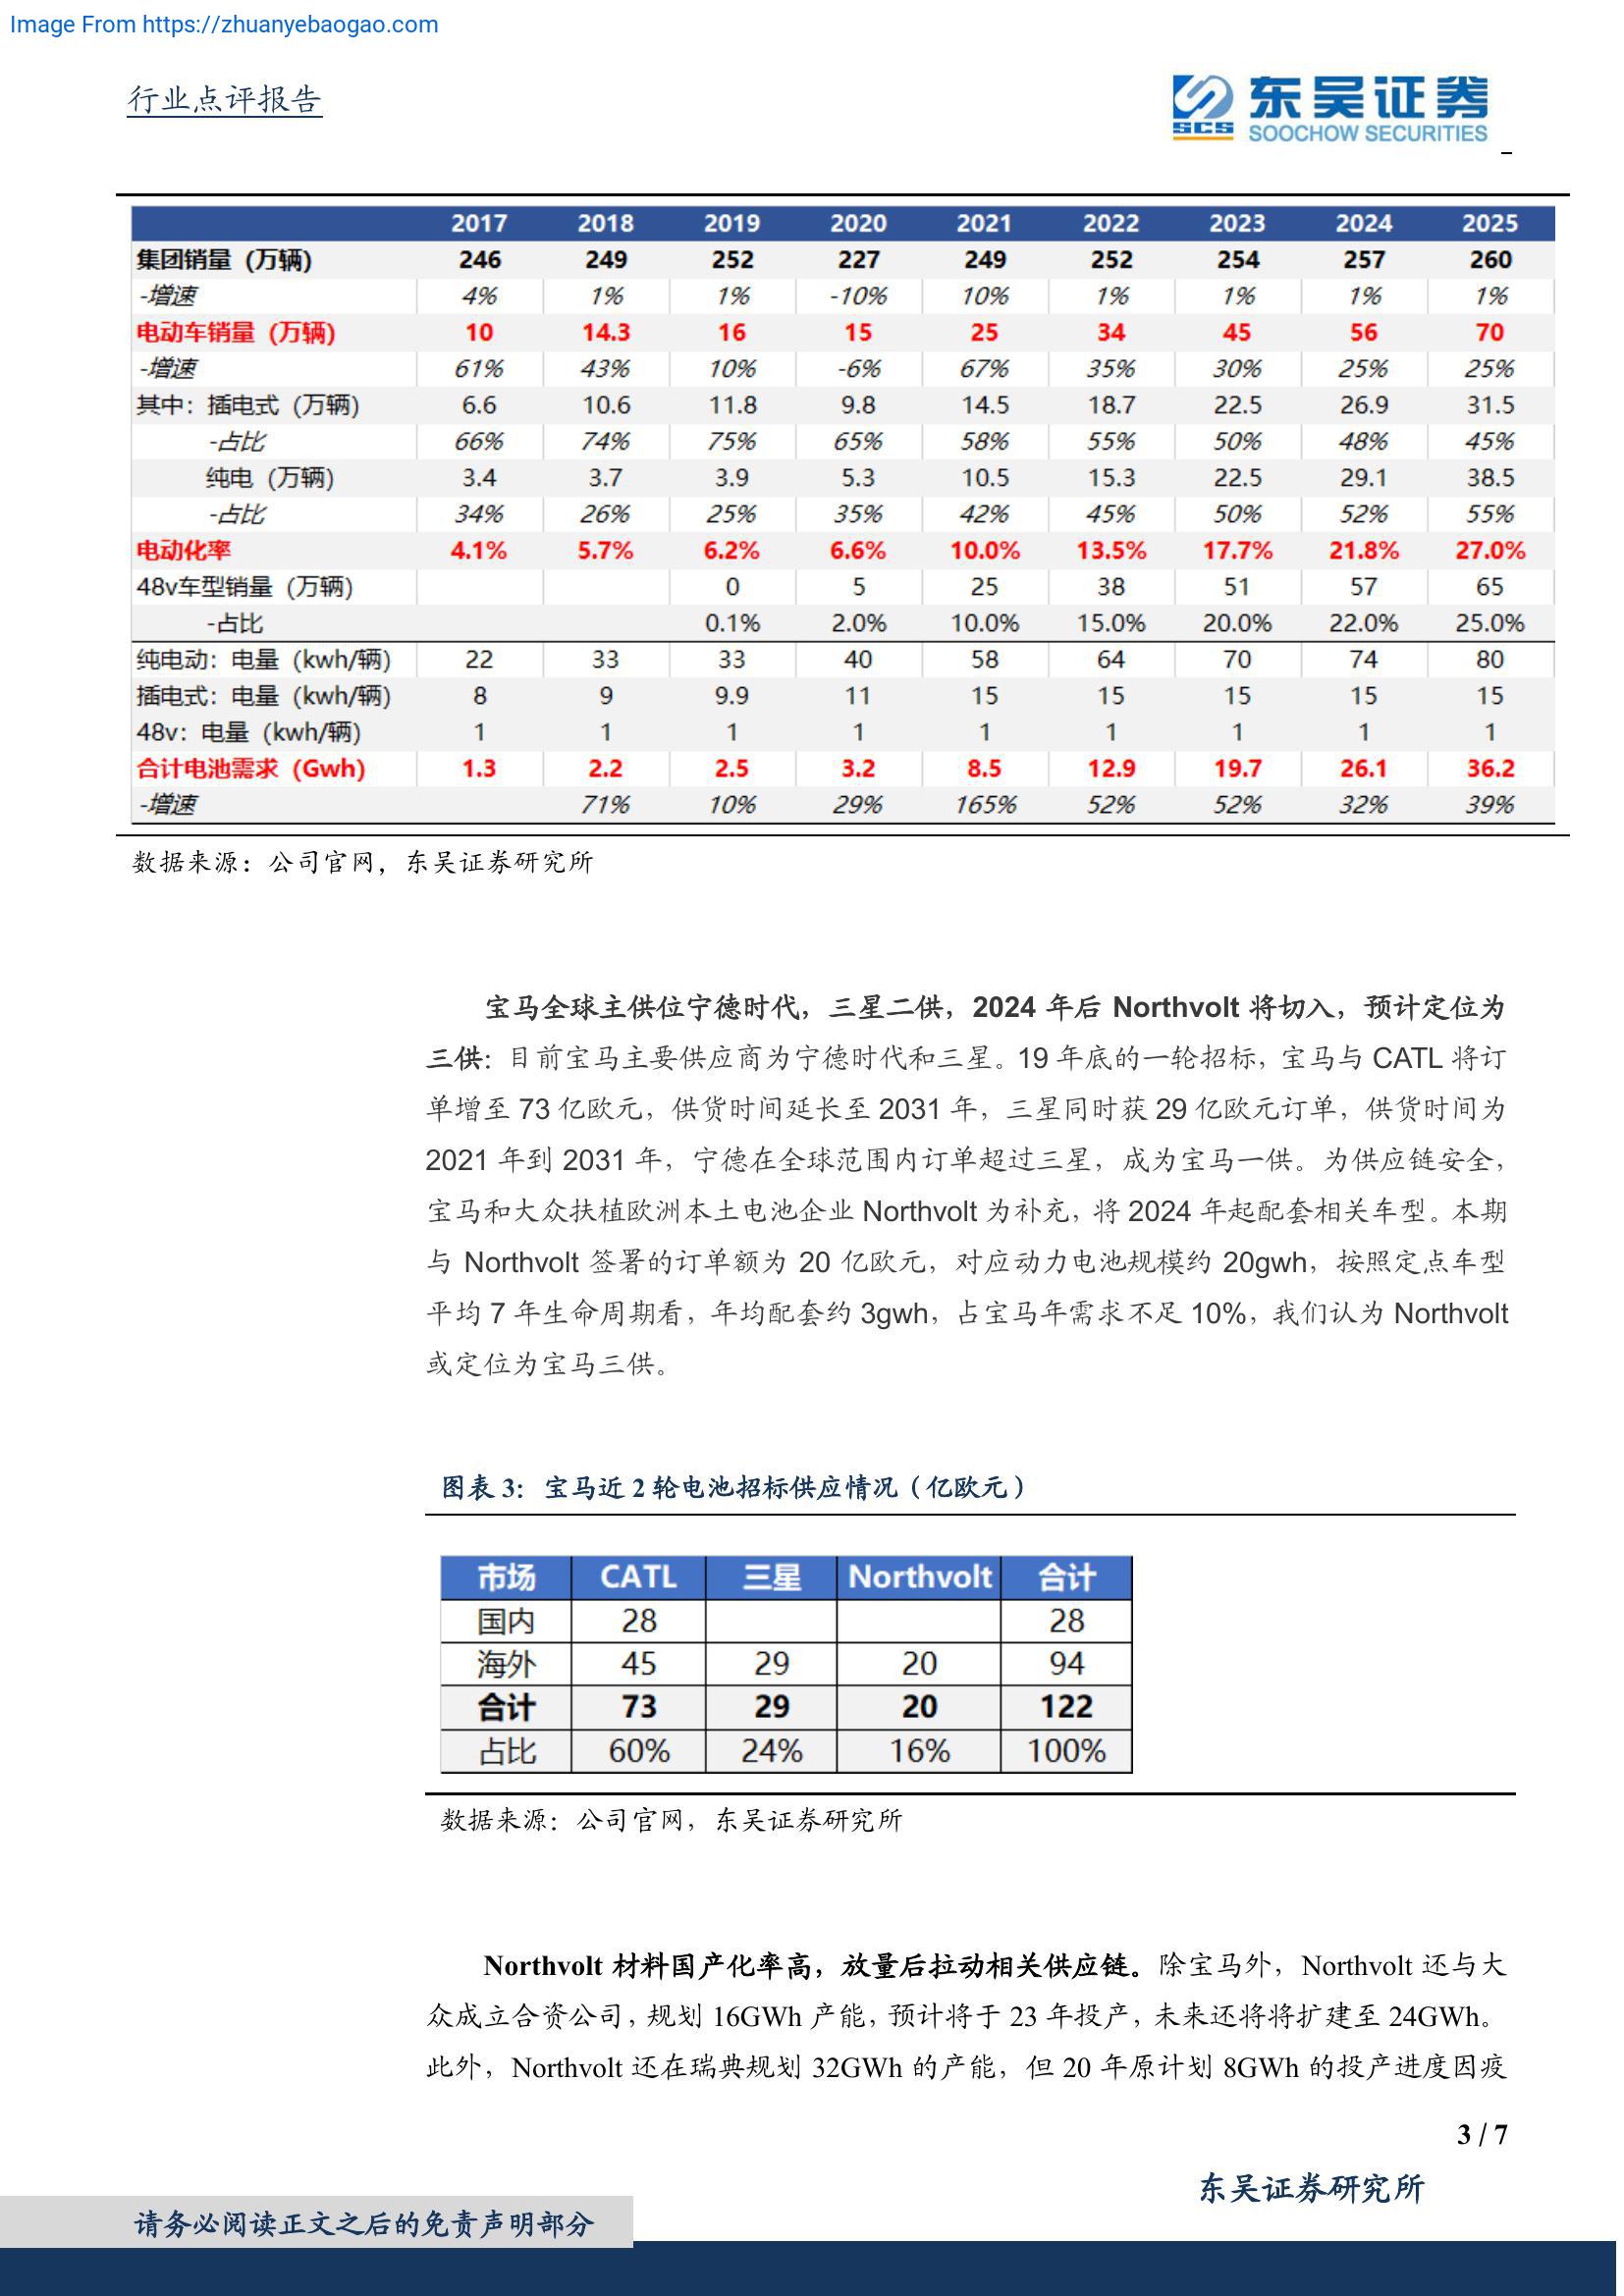 Image From https://zhuanyebaogao.com
行业点评报告
东吴证券
SCS SOOCHOW SECURITIES
2017 2018 2019 2020 2021 2022 2023 2024 2025
集团销量（万辆） 246 249 252 227 249 252 254 257 260
-增速 4% 1% 1% -10% 10% 1% 1% 1% 1%
电动车销量（万辆） 10 14.3 16 15 25 34 45 56 70
-增速 61% 43% 10% -6% 67% 35% 30% 25% 25%
其中：插电式（万辆） 6.6 10.6 11.8 9.8 14.5 18.7 22.5 26.9 31.5
-占比 66% 74% 75% 65% 58% 55% 50% 48% 45%
纯电（万辆） 3.4 3.7 3.9 5.3 10.5 15.3 22.5 29.1 38.5
-占比 34% 26% 25% 35% 42% 45% 50% 52% 55%
电动化率 4.1% 5.7% 6.2% 6.6% 10.0% 13.5% 17.7% 21.8% 27.0%
48v车型销量（万辆） 0 5 25 38 51 57 65
-占比 0.1% 2.0% 10.0% 15.0% 20.0% 22.0% 25.0%
纯电动：电量（kwh/辆） 22 33 33 40 58 64 70 74 80
插电式：电量（kwh/辆） 8 9 9.9 11 15 15 15 15 15
48v：电量（kwh/辆） 1 1 1 1 1 1 1 1 1
合计电池需求（Gwh） 1.3 2.2 2.5 3.2 8.5 12.9 19.7 26.1 36.2
-增速 71% 10% 29% 165% 52% 52% 32% 39%
数据来源：公司官网，东吴证券研究所
宝马全球主供位宁德时代，三星二供，2024 年后 Northvolt 将切入，预计定位为
三供：目前宝马主要供应商为宁德时代和三星。19 年底的一轮招标，宝马与 CATL 将订
单增至 73 亿欧元，供货时间延长至 2031 年，三星同时获 29 亿欧元订单，供货时间为
2021 年到 2031 年，宁德在全球范围内订单超过三星，成为宝马一供。为供应链安全，
宝马和大众扶植欧洲本土电池企业 Northvolt 为补充，将 2024 年起配套相关车型。本期
与 Northvolt 签署的订单额为 20 亿欧元，对应动力电池规模约 20gwh，按照定点车型
平均 7 年生命周期看，年均配套约 3gwh，占宝马年需求不足 10%，我们认为 Northvolt
或定位为宝马三供。
图表 3：宝马近 2 轮电池招标供应情况（亿欧元）
市场 CATL 三星 Northvolt 合计
国内 28 28
海外 45 29 20 94
合计 73 29 20 122
占比 60% 24% 16% 100%
数据来源：公司官网，东吴证券研究所
Northvolt 材料国产化率高，放量后拉动相关供应链。除宝马外，Northvolt 还与大
众成立合资公司，规划 16GWh 产能，预计将于 23 年投产，未来还将将扩建至 24GWh。
此外，Northvolt 还在瑞典规划 32GWh 的产能，但 20 年原计划 8GWh 的投产进度因疫
3 / 7
东吴证券研究所
请务必阅读正文之后的免责声明部分